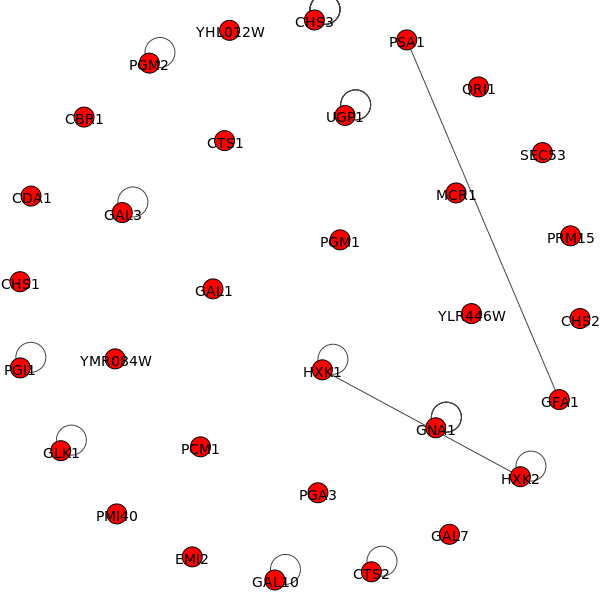 CHS3
YHL012W
PSA1
PGM2
QRI1
UGP1
CBR1
CTS1
SEC53
MCR1
CDA1
GAL3
PRM15
PGM1
CHS1
GAL1
YLR446W
CHS2
YMR084W
PGI1
HXK1
GFA1
GNA1
PCM1
GLK1
HXK2
PGA3
PMI40
GAL7
EMI2
CTS2
GAL10